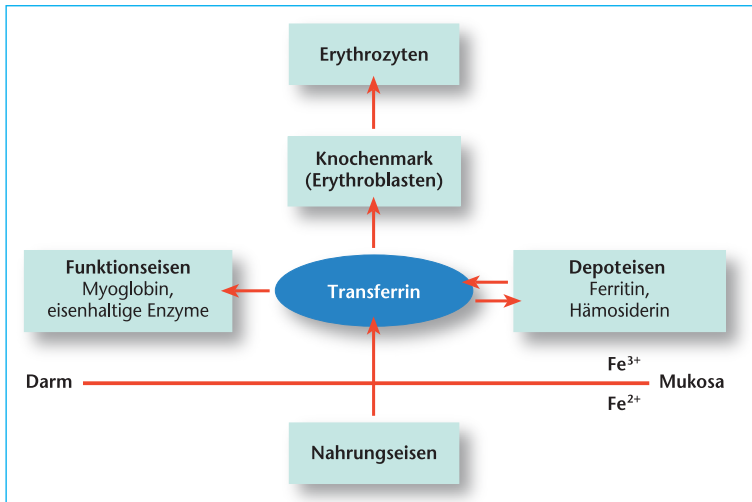 Erythrozyten
Knochenmark
(Erythroblasten)
Funktionseisen
Myoglobin,
eisenhaltige Enzyme
Transferrin
Depoteisen
Ferritin,
Hämosiderin
Fe³⁺
Darm
Mukosa
Fe²⁺
Nahrungseisen